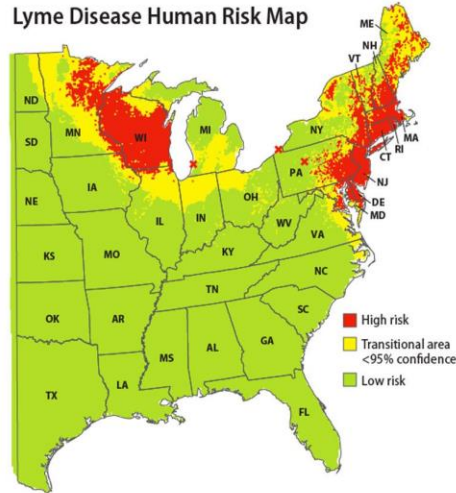 Lyme Disease Human Risk Map
ME
NH
VT
ND
MN
WI
MI
NY
MA
RI
CT
SD
IA
PA
NJ
NE
IL
IN
OH
DE
MD
WV
VA
KS
MO
KY
NC
TN
OK
AR
SC
MS
AL
GA
TX
LA
FL
High risk
Transitional area
<95% confidence
Low risk